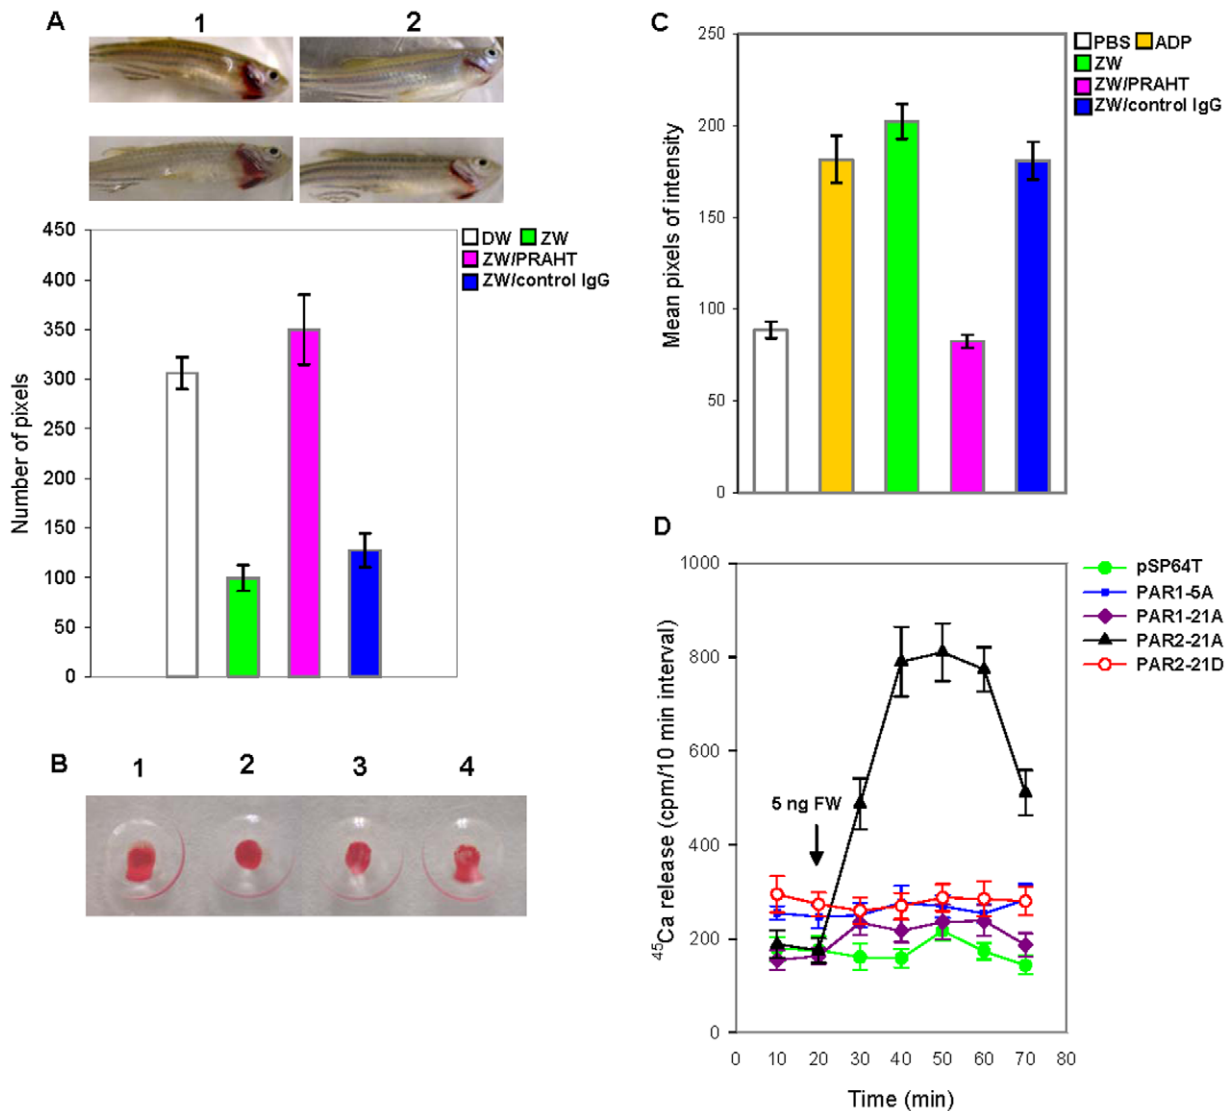 A
1 2
450
400
350
300
250
200
150
100
50
0
Number of pixels
DW ZW
ZW/PRAHT
ZW/control IgG
B
1 2 3 4
C
250
200
150
100
50
0
Mean pixels of intensity
PBS ADP
ZW
ZW/PRAHT
ZW/control IgG
D
1000
800
600
400
200
0
⁴⁵Ca release (cpm/10 min interval)
5 ng FW
0 10 20 30 40 50 60 70 80
Time (min)
pSP64T
PAR1-5A
PAR1-21A
PAR2-21A
PAR2-21D